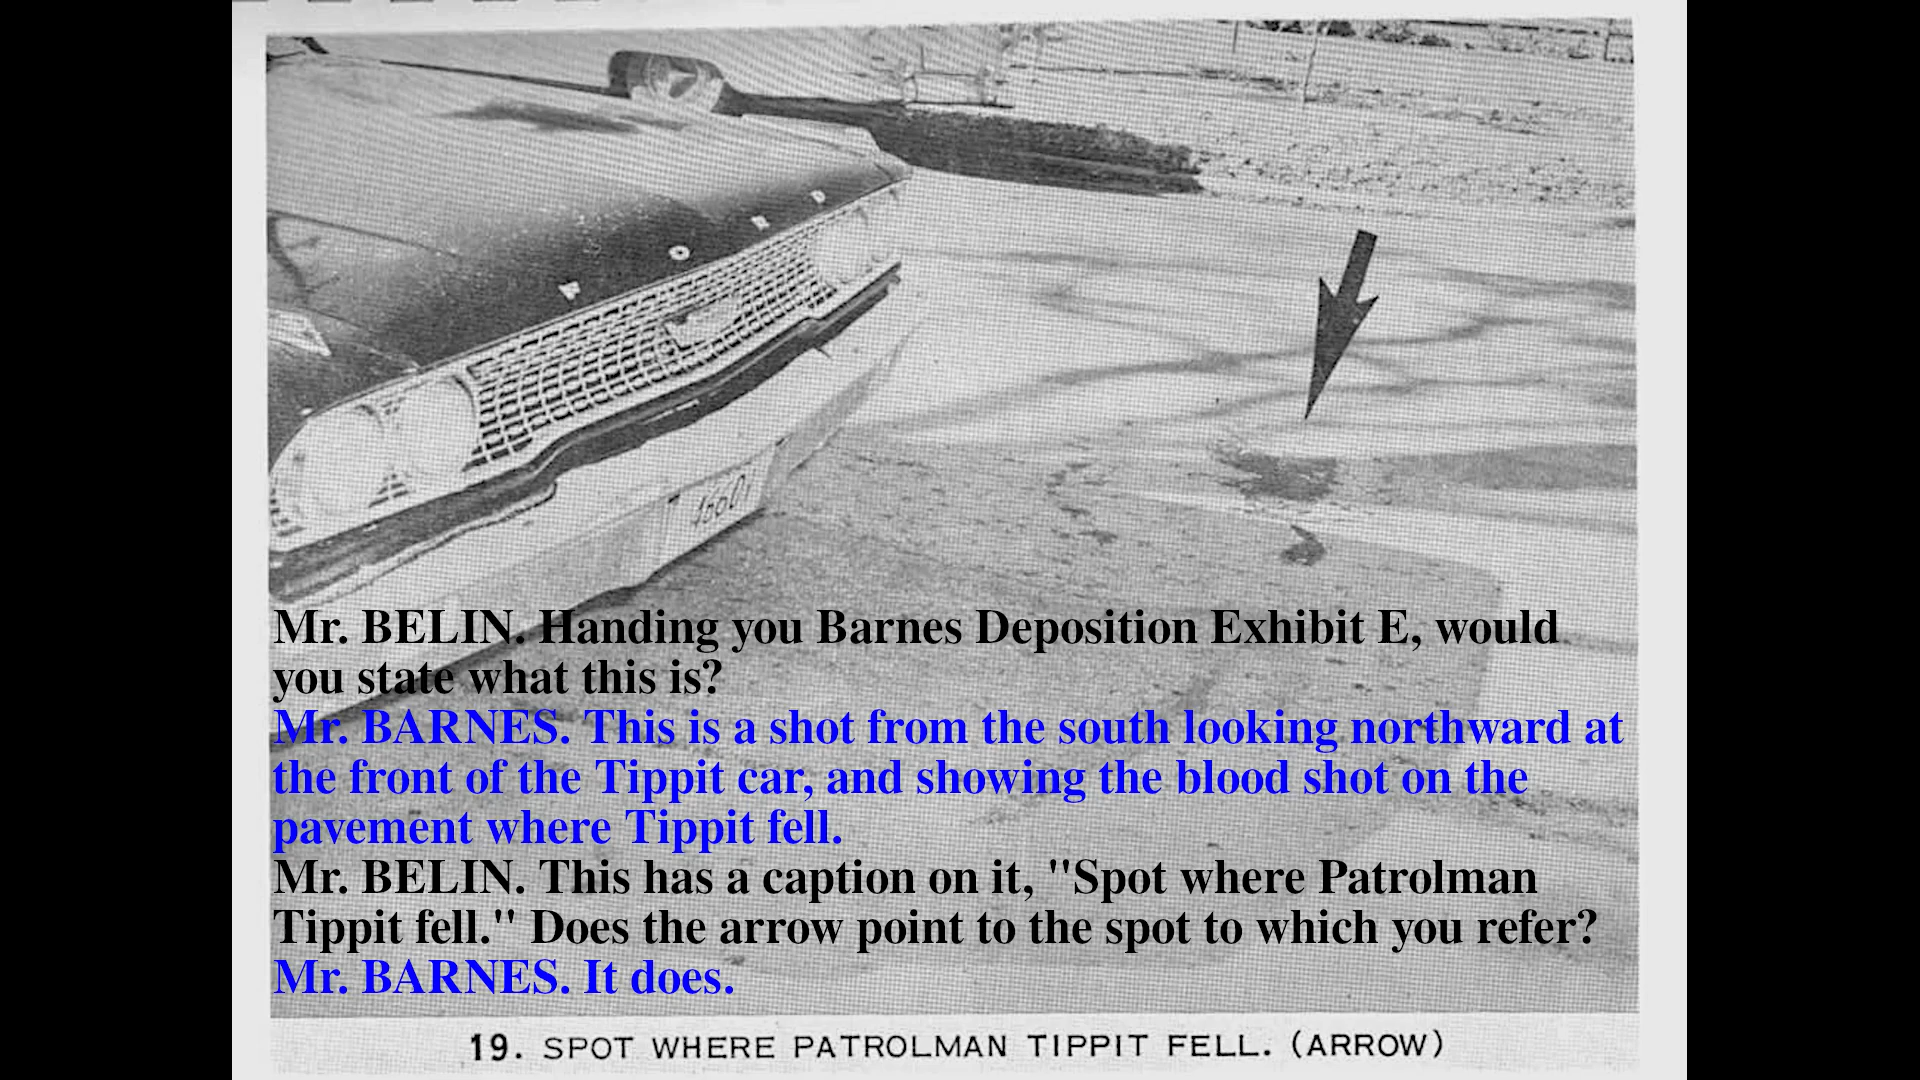 F O R D
Mr. BELIN. Handing you Barnes Deposition Exhibit E, would
you state what this is?
Mr. BARNES. This is a shot from the south looking northward at
the front of the Tippit car, and showing the blood shot on the
pavement where Tippit fell.
Mr. BELIN. This has a caption on it, "Spot where Patrolman
Tippit fell." Does the arrow point to the spot to which you refer?
Mr. BARNES. It does.
19. SPOT WHERE PATROLMAN TIPPIT FELL. (ARROW)